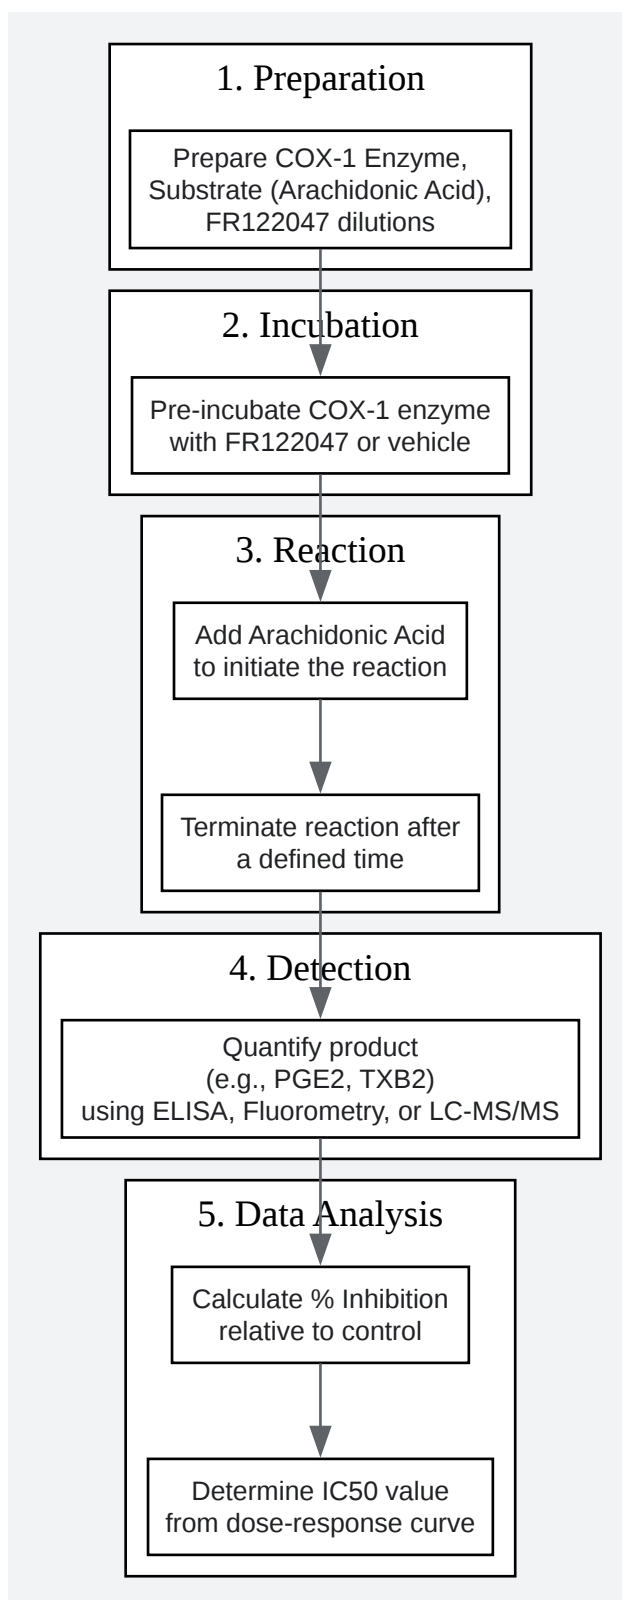 1. Preparation
Prepare COX-1 Enzyme,
Substrate (Arachidonic Acid),
FR122047 dilutions
2. Incubation
Pre-incubate COX-1 enzyme
with FR122047 or vehicle
3. Reaction
Add Arachidonic Acid
to initiate the reaction
Terminate reaction after
a defined time
4. Detection
Quantify product
(e.g., PGE2, TXB2)
using ELISA, Fluorometry, or LC-MS/MS
5. Data Analysis
Calculate % Inhibition
relative to control
Determine IC50 value
from dose-response curve